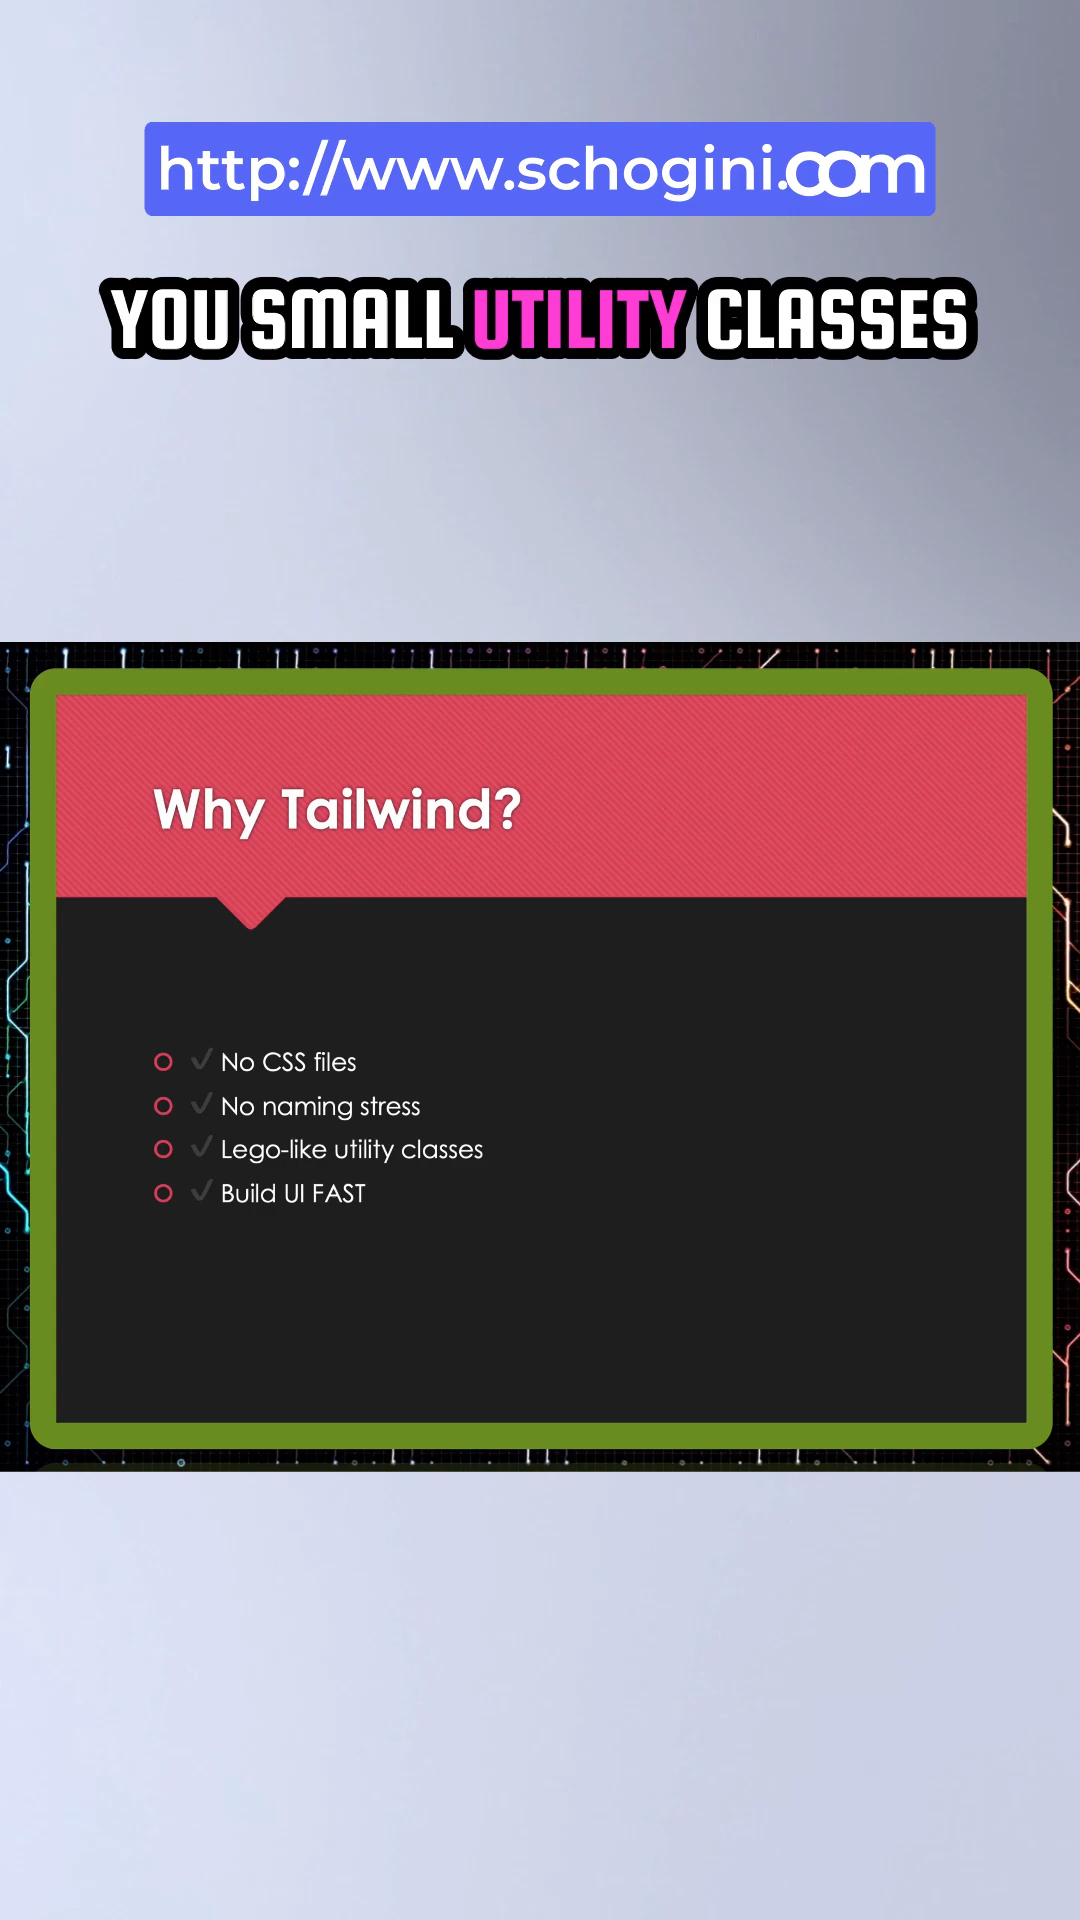 http://www.schogini.com
YOU SMALL UTILITY CLASSES
Why Tailwind?
✔ No CSS files
✔ No naming stress
✔ Lego-like utility classes
✔ Build UI FAST